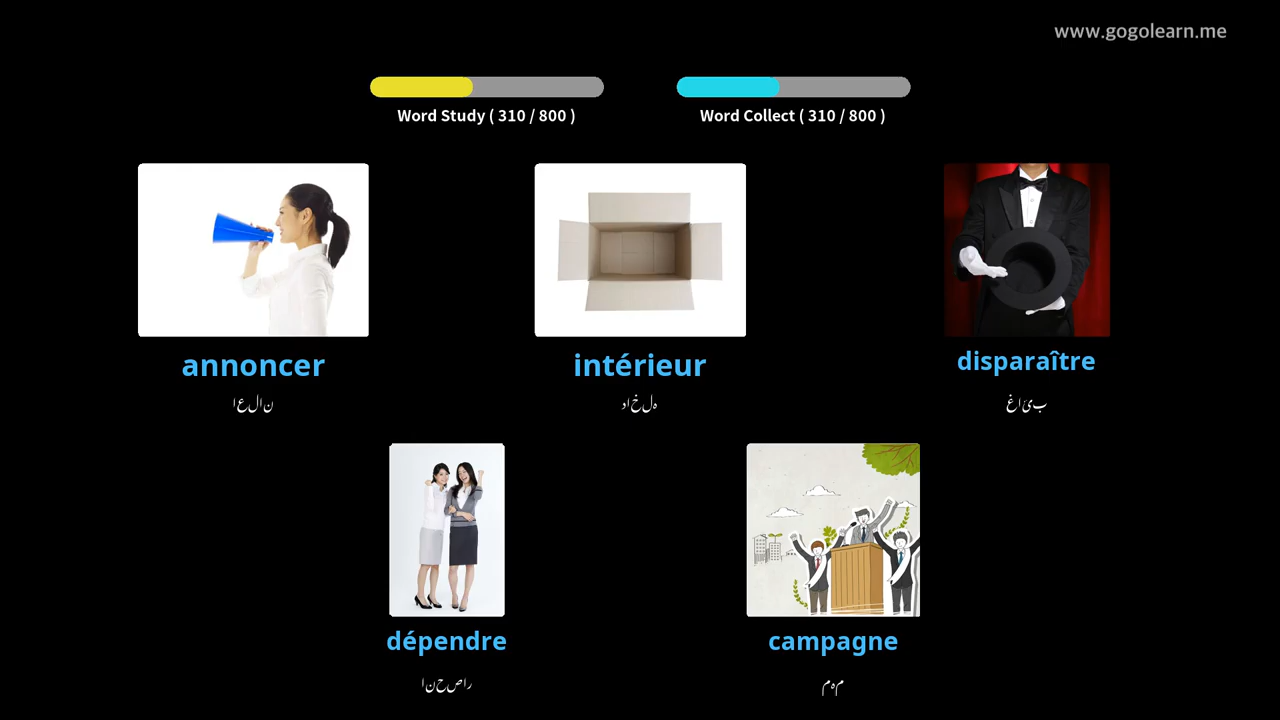 www.gogolearn.me
Word Study ( 310 / 800 )
Word Collect ( 310 / 800 )
annoncer
intérieur
disparaître
اعلان
داخلہ
غائب
dépendre
campagne
انحصار
مہم